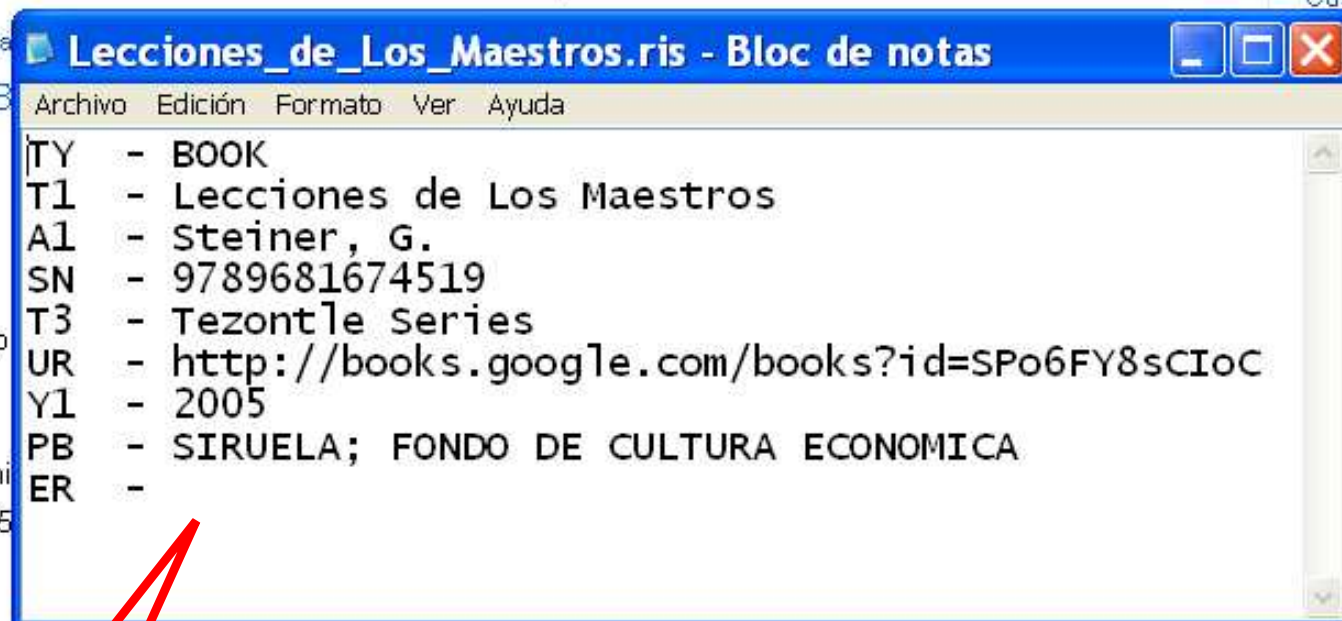 Lecciones_de_Los_Maestros.ris - Bloc de notas
Archivo Edición Formato Ver Ayuda
TY - BOOK
T1 - Lecciones de Los Maestros
A1 - Steiner, G.
SN - 9789681674519
T3 - Tezontle Series
UR - http://books.google.com/books?id=SPo6FY8sCIoC
Y1 - 2005
PB - SIRUELA; FONDO DE CULTURA ECONOMICA
ER -